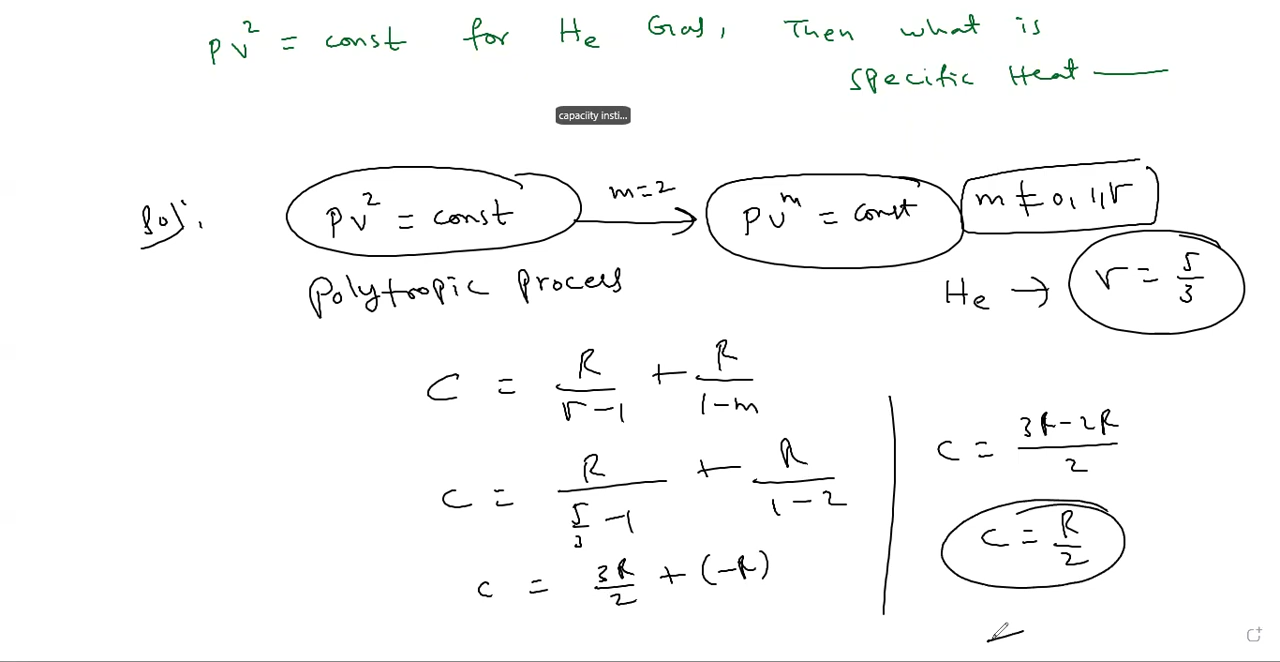 PV² = const for He Gas, Then what is
specific Heat ——
capaciity insti...
Sol:
PV² = const
m=2
PVᵐ = const
m ≠ 0, 1, r
Polytropic process
He → r = 5/3
C = R/(r-1) + R/(1-m)
C = R/(5/3 -1) + R/(1-2)
C = 3R/2 + (-R)
C = (3R-2R)/2
C = R/2